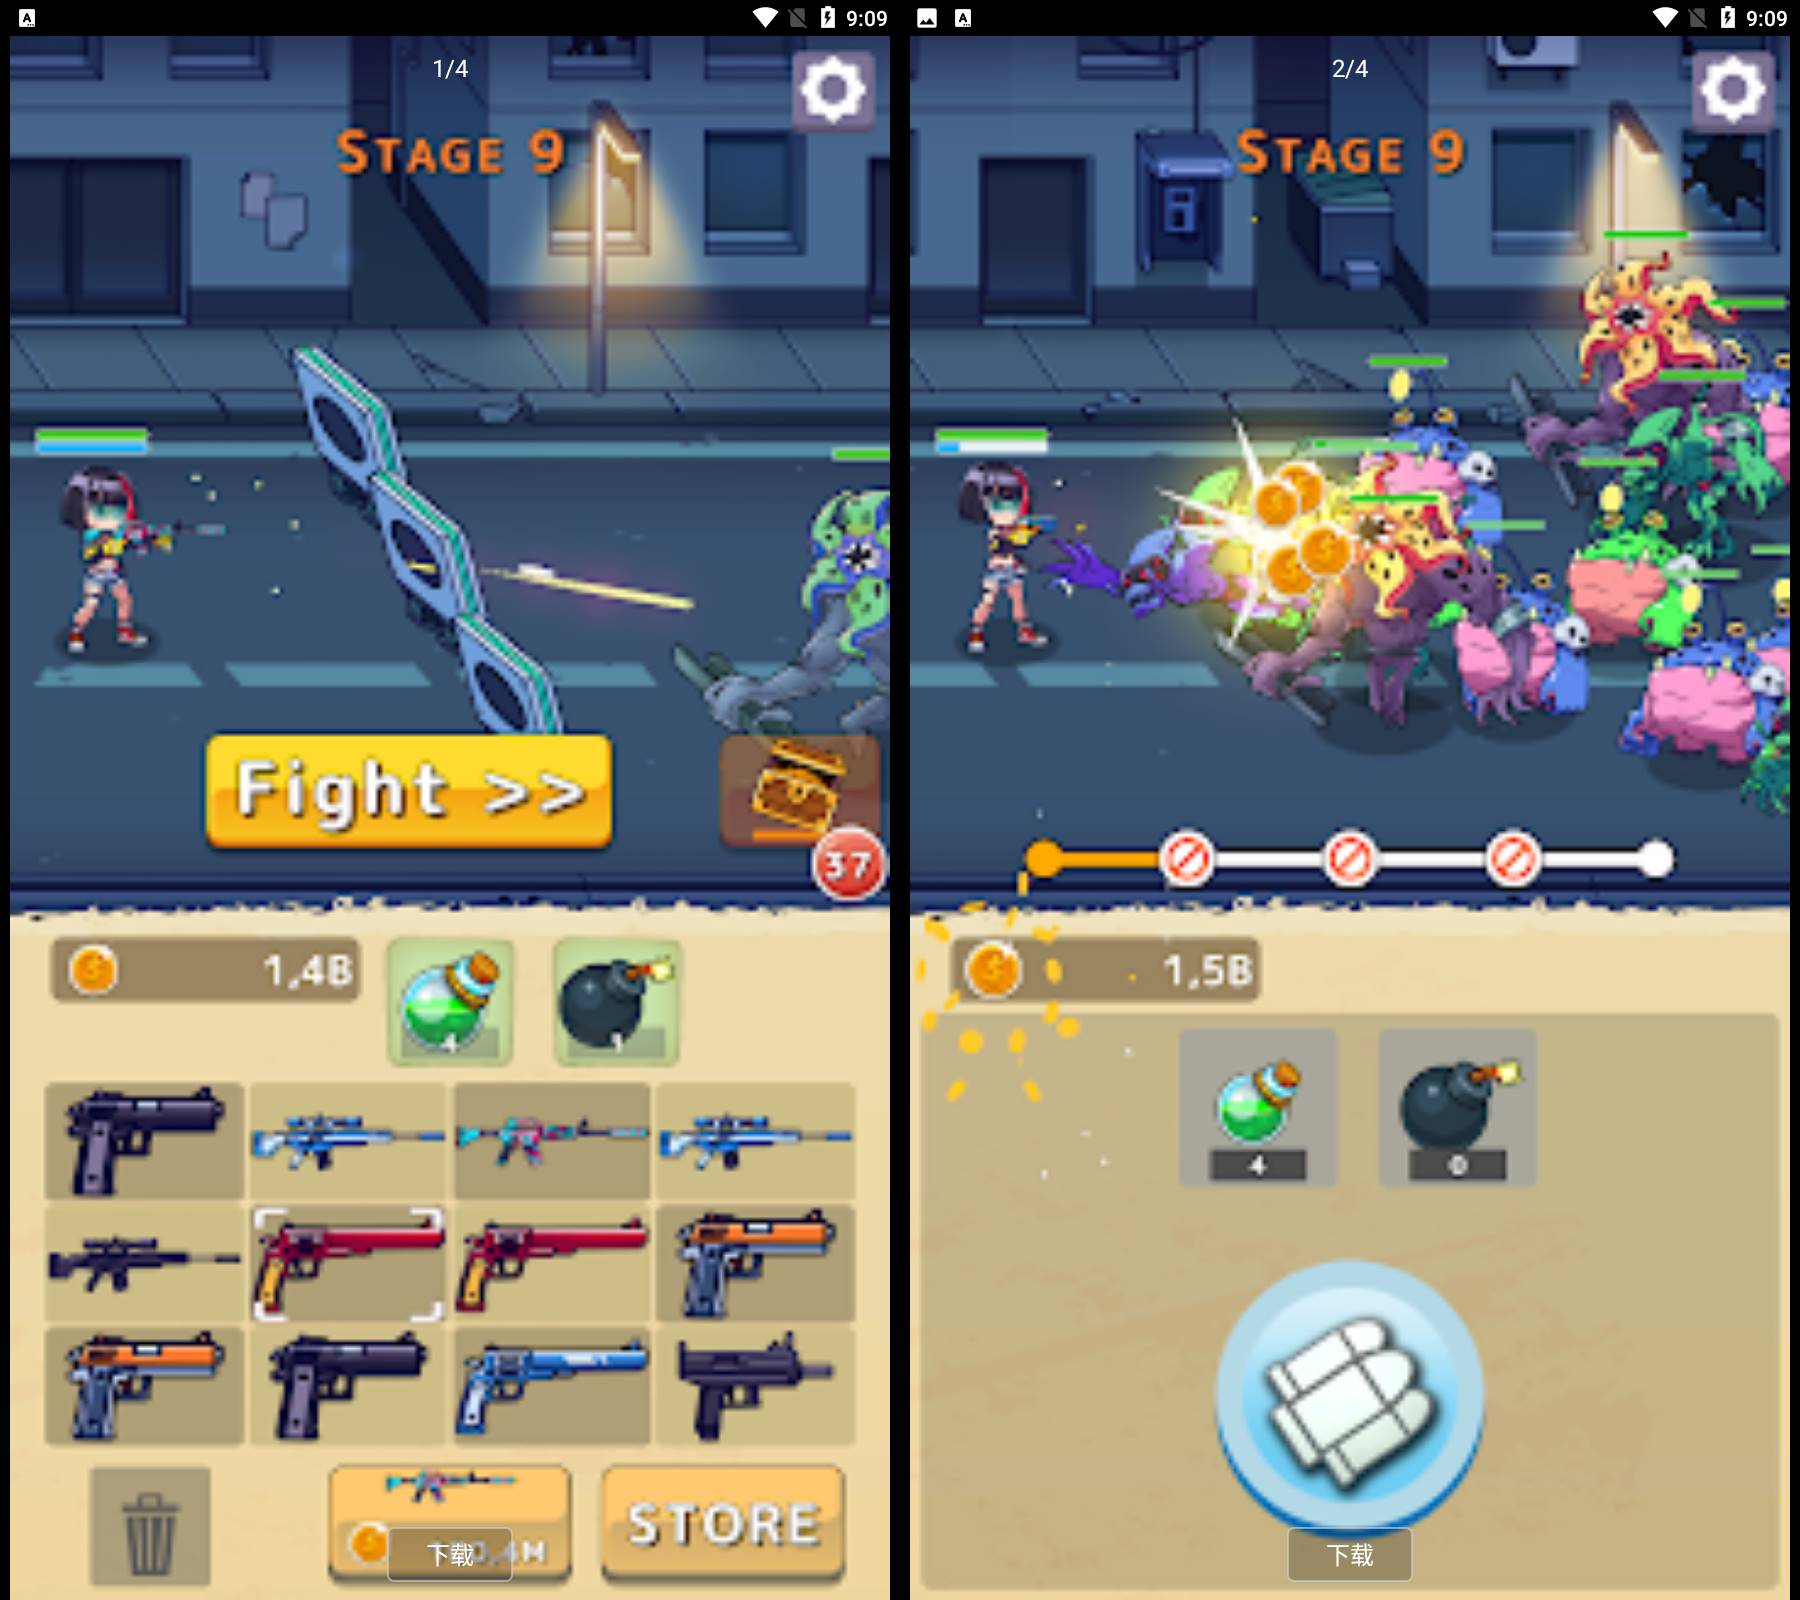 9:09
1/4
STAGE 9
Fight >>
37
1,4B
4
1
STORE
下载
9:09
2/4
STAGE 9
1,5B
4
0
下载